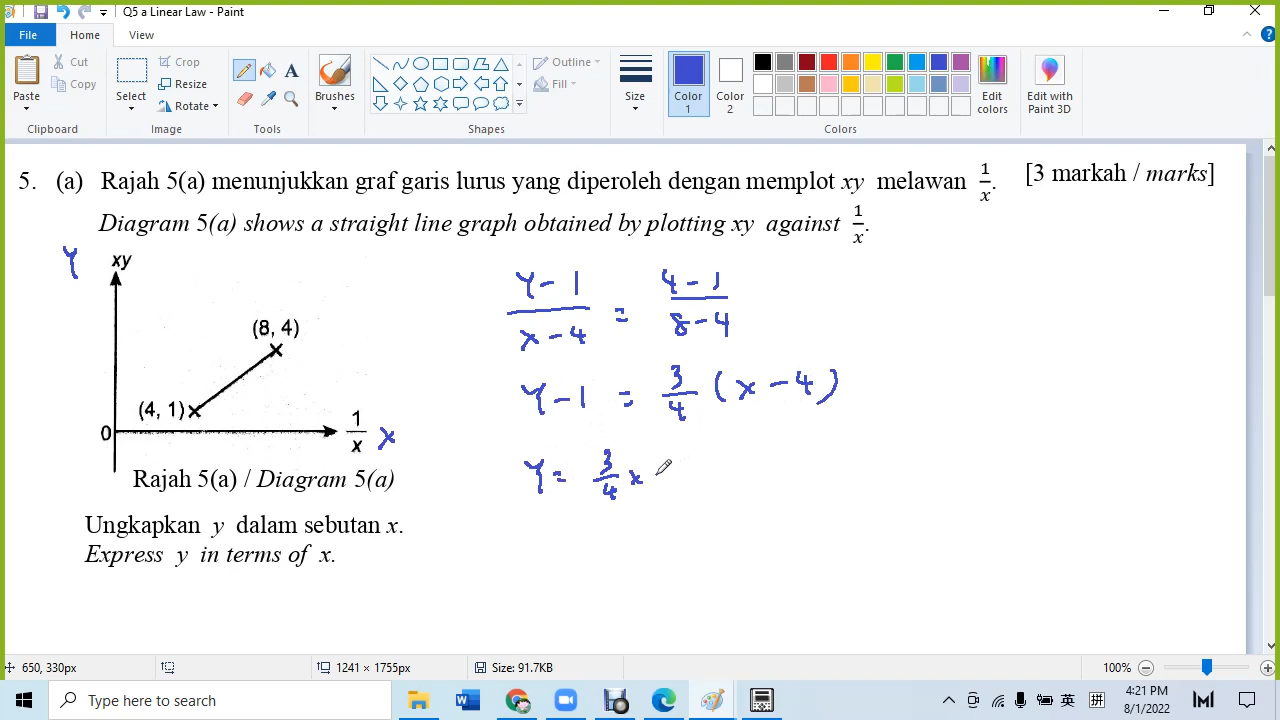 Q5 a Linear Law - Paint
File Home View
Paste Cut Copy Clipboard
Select Crop Resize Rotate Image
Tools
Brushes
Outline Fill Shapes
Size
Color 1 Color 2 Edit colors Colors
Edit with Paint 3D
5. (a) Rajah 5(a) menunjukkan graf garis lurus yang diperoleh dengan memplot xy melawan 1/x. [3 markah / marks]
Diagram 5(a) shows a straight line graph obtained by plotting xy against 1/x.
Y xy
(8, 4)
(4, 1)
0 1/x X
Rajah 5(a) / Diagram 5(a)
Ungkapkan y dalam sebutan x.
Express y in terms of x.
(Y - 1)/(x - 4) = (4 - 1)/(8 - 4)
Y - 1 = 3/4 (x - 4)
Y = 3/4 x
650, 330px 1241 × 1755px Size: 91.7KB 100%
Type here to search
英 拼 4:21 PM
8/1/2022